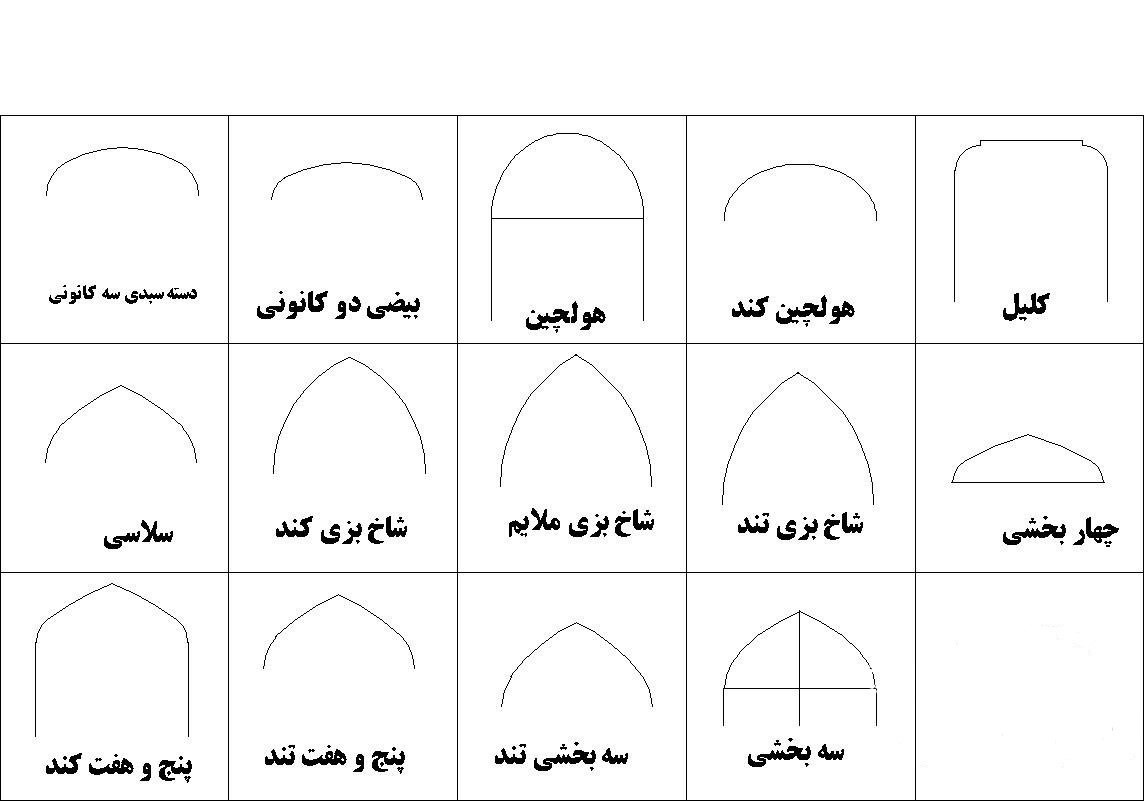 کلیل
هولچین کند
هولچین
بیضی دو کانونی
دسته سبدی سه کانونی
چهار بخشی
شاخ بزی تند
شاخ بزی ملایم
شاخ بزی کند
سلاسی
سه بخشی
سه بخشی تند
پنج و هفت تند
پنج و هفت کند